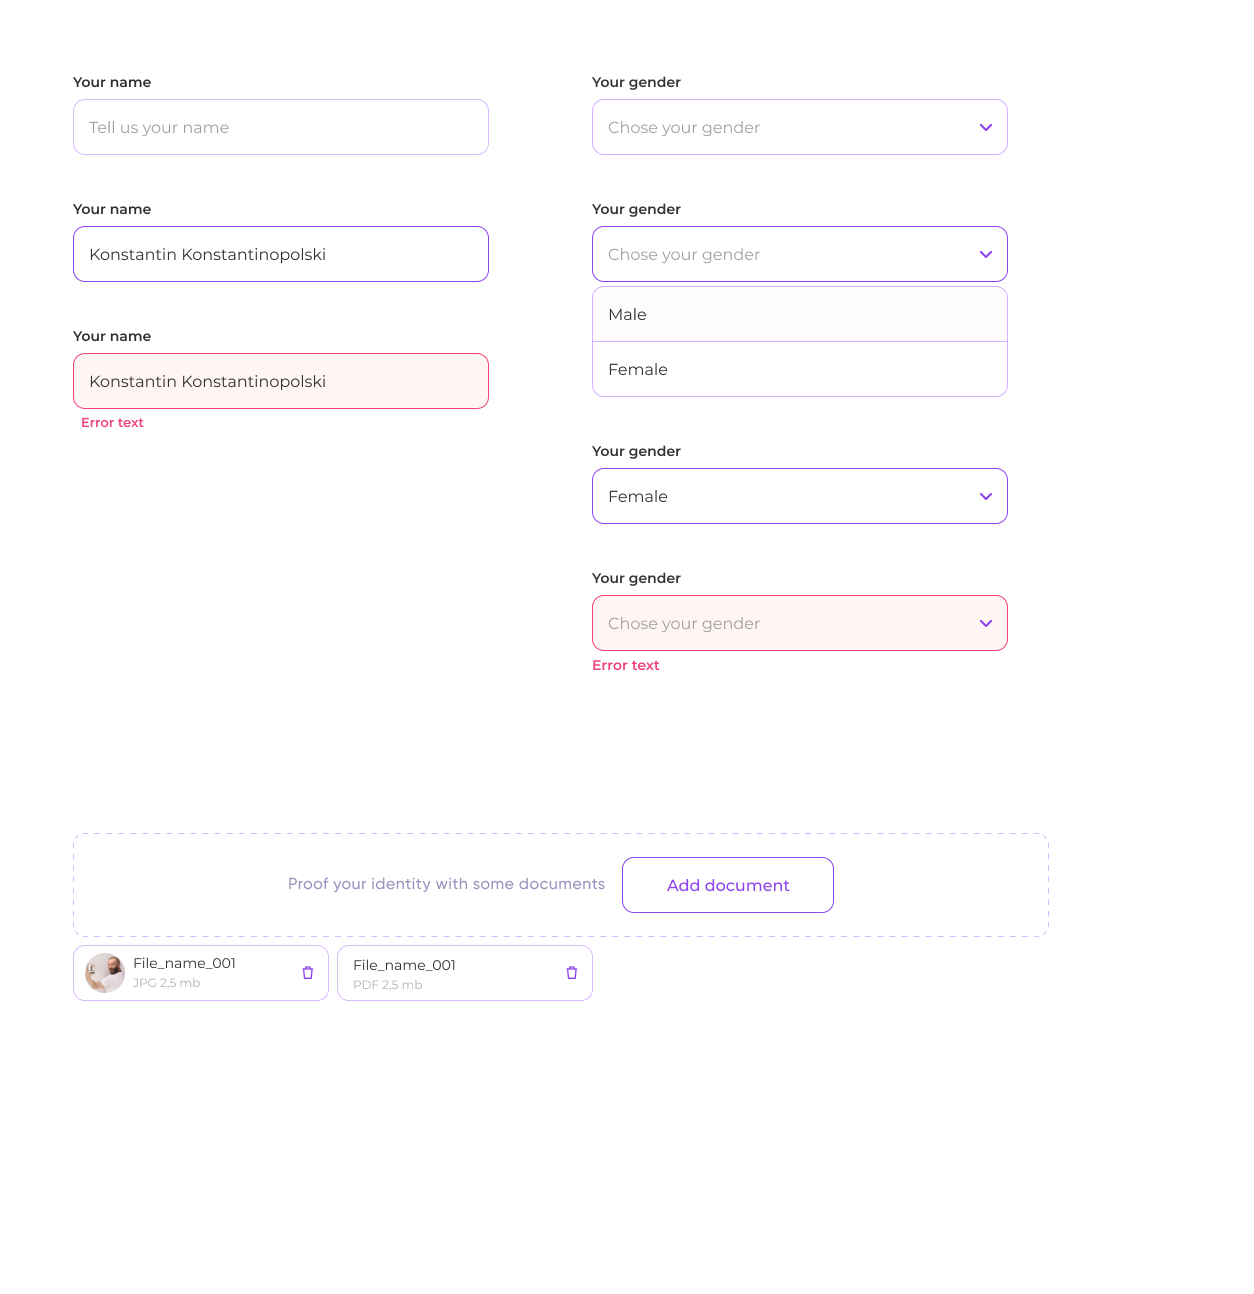 Your name
Tell us your name
Your name
Konstantin Konstantinopolski
Your name
Konstantin Konstantinopolski
Error text
Your gender
Chose your gender
Your gender
Chose your gender
Male
Female
Your gender
Female
Your gender
Chose your gender
Error text
Proof your identity with some documents
Add document
File_name_001
JPG 2,5 mb
File_name_001
PDF 2,5 mb